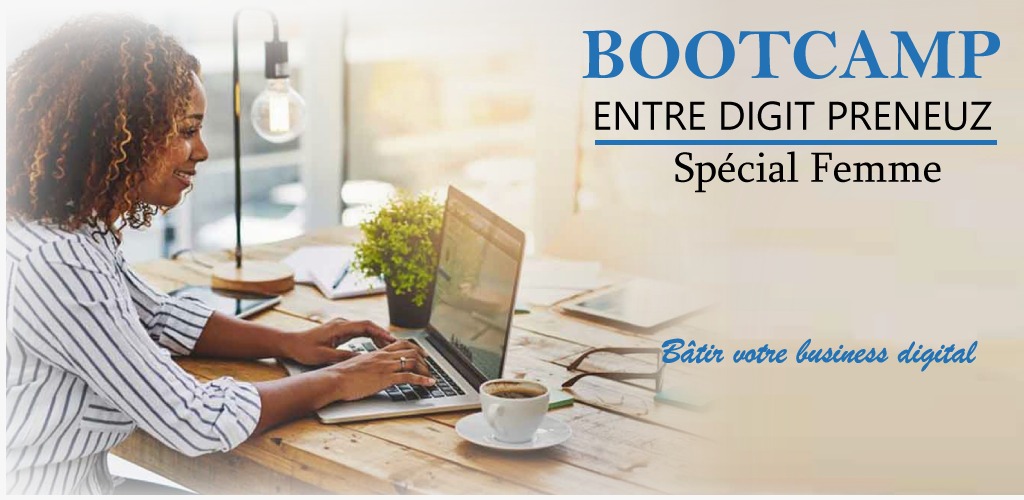 BOOTCAMP
ENTRE DIGIT PRENEUZ
Spécial Femme
Bâtir votre business digital